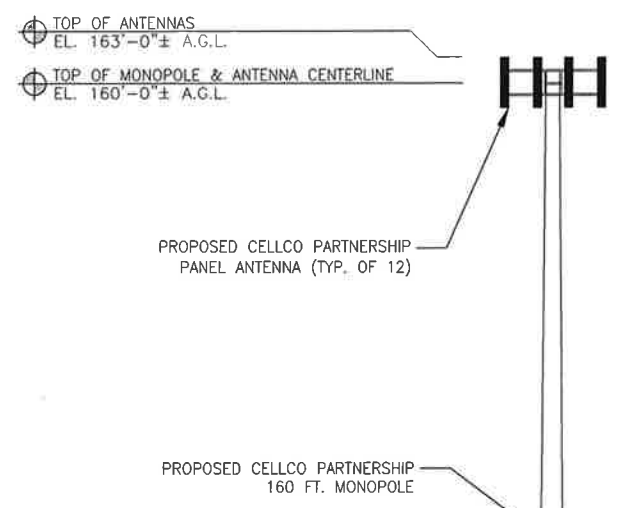 TOP OF ANTENNAS
EL. 163'-0"± A.G.L.
TOP OF MONOPOLE & ANTENNA CENTERLINE
EL. 160'-0"± A.G.L.
PROPOSED CELLCO PARTNERSHIP
PANEL ANTENNA (TYP. OF 12)
PROPOSED CELLCO PARTNERSHIP
160 FT. MONOPOLE